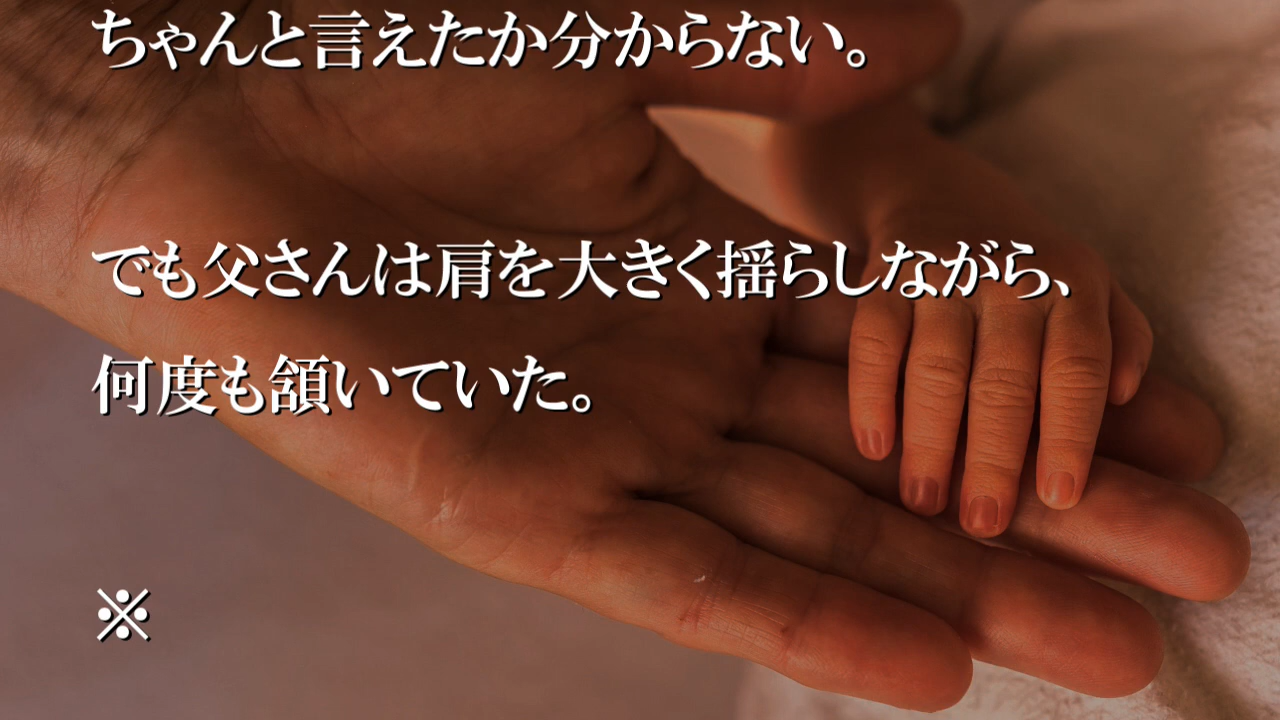 ちゃんと言えたか分からない。
でも父さんは肩を大きく揺らしながら、
何度も頷いていた。
※